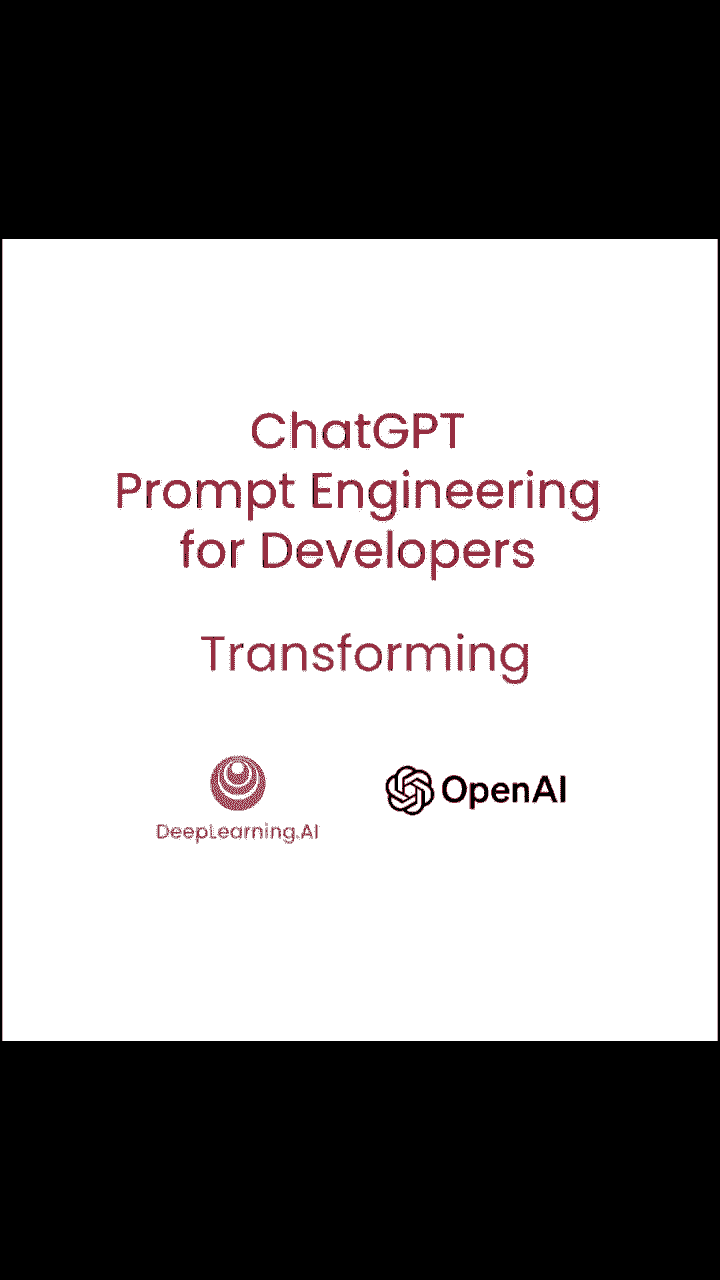 ChatGPT
Prompt Engineering
for Developers
Transforming
DeepLearning.AI
OpenAI